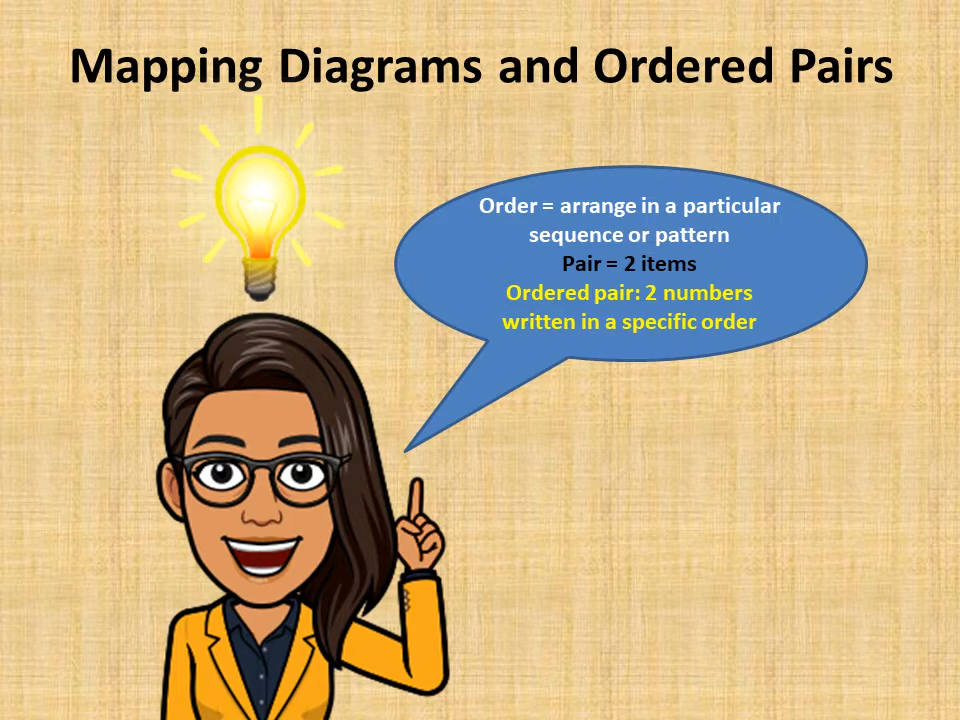 Mapping Diagrams and Ordered Pairs
Order = arrange in a particular
sequence or pattern
Pair = 2 items
Ordered pair: 2 numbers
written in a specific order